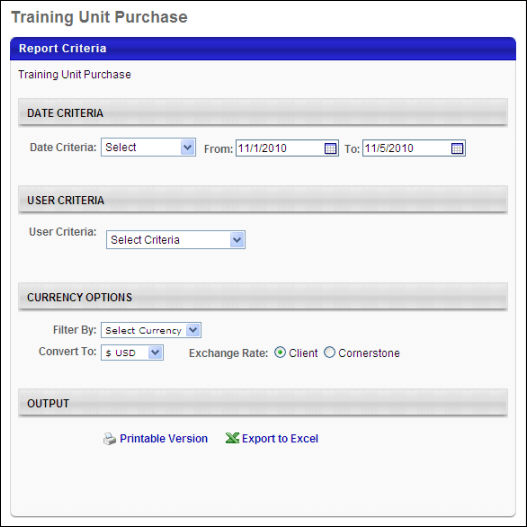 Training Unit Purchase
Report Criteria
Training Unit Purchase
DATE CRITERIA
Date Criteria: Select From: 11/1/2010 To: 11/5/2010
USER CRITERIA
User Criteria: Select Criteria
CURRENCY OPTIONS
Filter By: Select Currency
Convert To: $ USD Exchange Rate: Client Cornerstone
OUTPUT
Printable Version Export to Excel